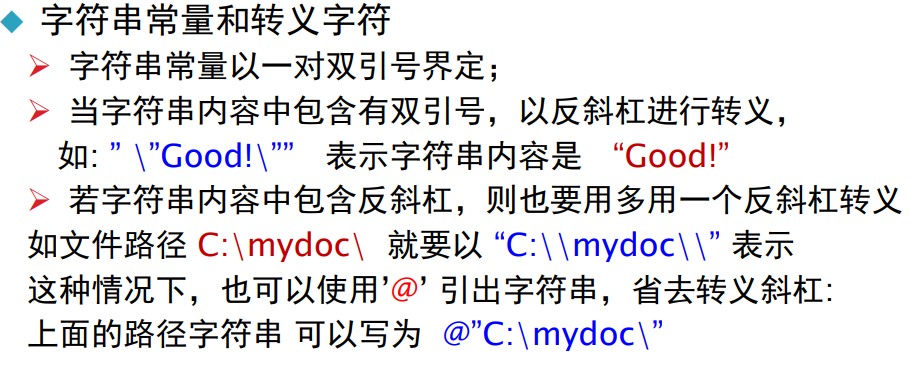 字符串常量和转义字符
字符串常量以一对双引号界定；
当字符串内容中包含有双引号，以反斜杠进行转义，
如: ” \”Good!\”” 表示字符串内容是 “Good!”
若字符串内容中包含反斜杠，则也要用多用一个反斜杠转义
如文件路径 C:\mydoc\ 就要以 “C:\\mydoc\\” 表示
这种情况下，也可以使用’@’ 引出字符串，省去转义斜杠:
上面的路径字符串 可以写为 @”C:\mydoc\”